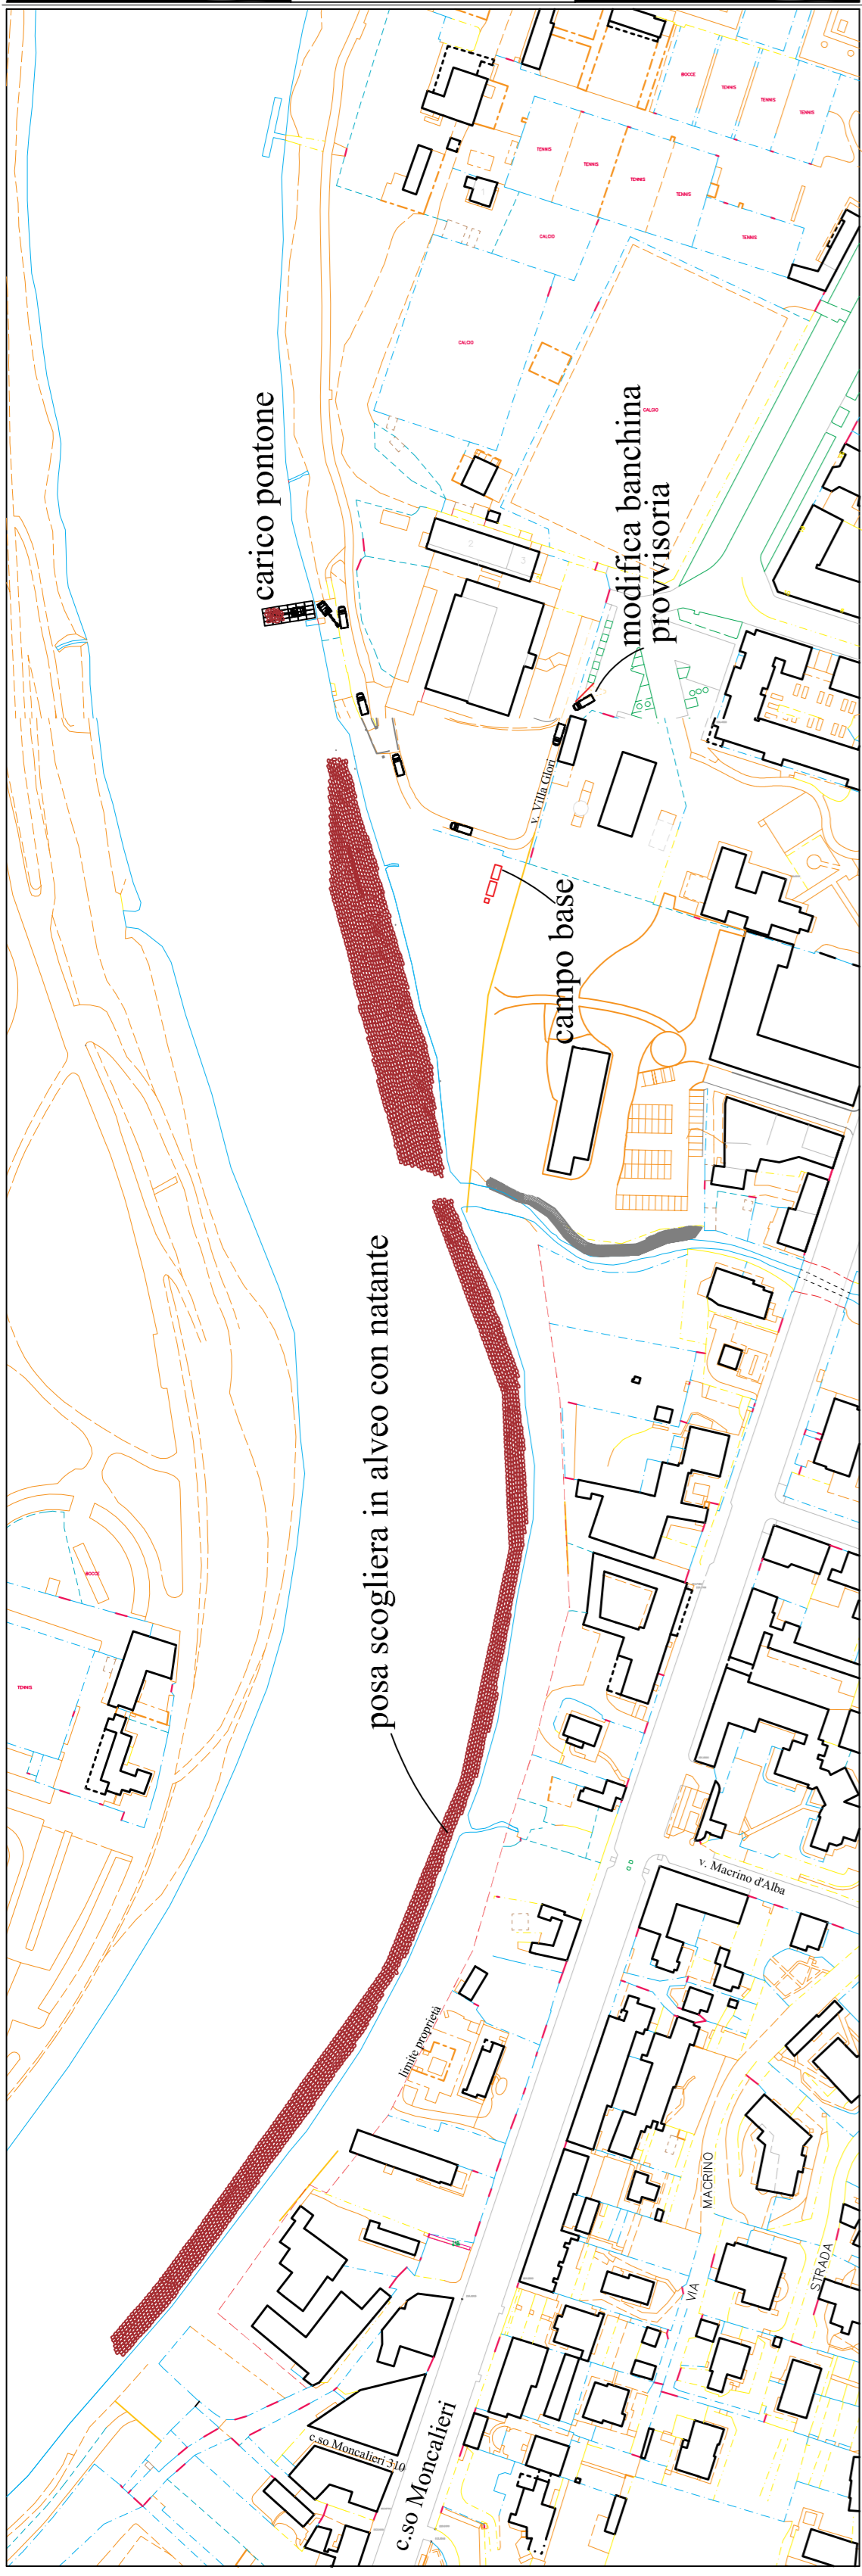 BOCCE
TENNIS
TENNIS
TENNIS
TENNIS
TENNIS
TENNIS
TENNIS
CALCIO
TENNIS
CALCIO
CALCIO
carico pontone
modifica banchina
provvisoria
2
3
v. Villa Glori
campo base
posa scogliera in alveo con natante
BOCCE
TENNIS
v. Macrino d'Alba
limite proprietà
VIA
MACRINO
STRADA
c.so Moncalieri 310
c.so Moncalieri